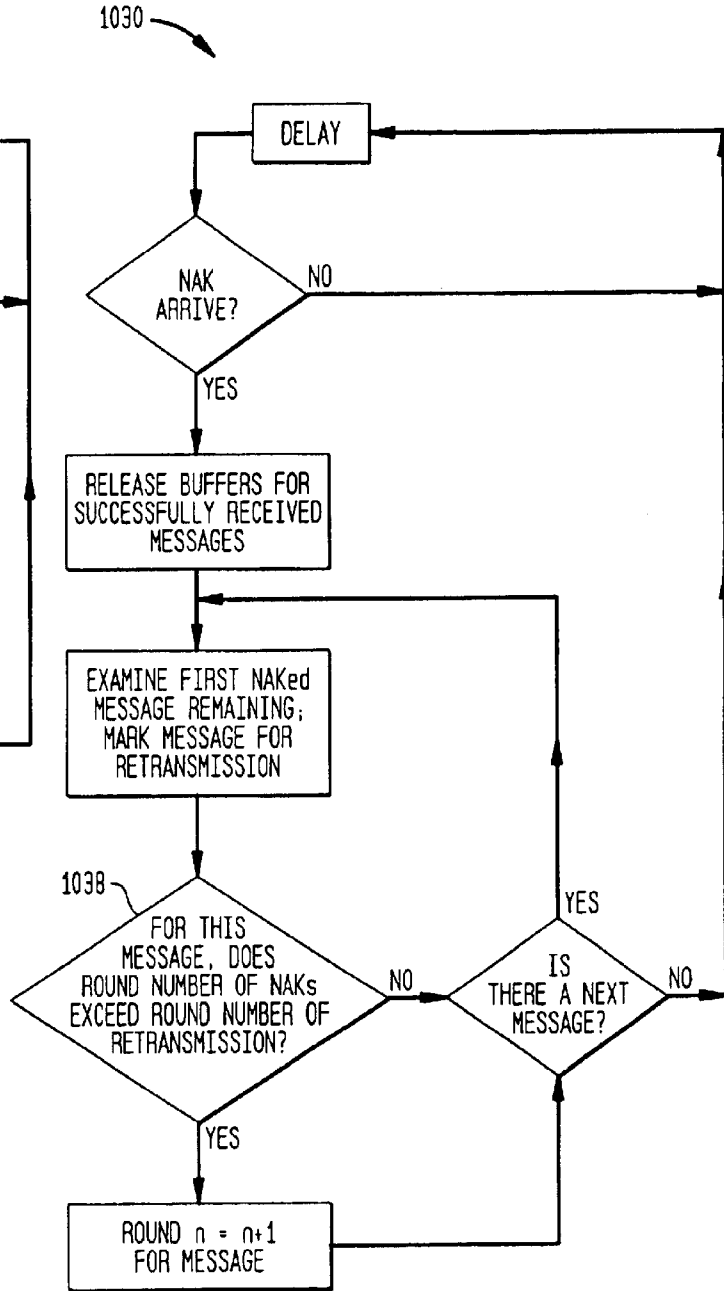 1030
DELAY
NAK
ARRIVE?
NO
YES
RELEASE BUFFERS FOR
SUCCESSFULLY RECEIVED
MESSAGES
EXAMINE FIRST NAKed
MESSAGE REMAINING;
MARK MESSAGE FOR
RETRANSMISSION
1038
FOR THIS
MESSAGE, DOES
ROUND NUMBER OF NAKs
EXCEED ROUND NUMBER OF
RETRANSMISSION?
NO
YES
IS
THERE A NEXT
MESSAGE?
YES
NO
ROUND n = n+1
FOR MESSAGE